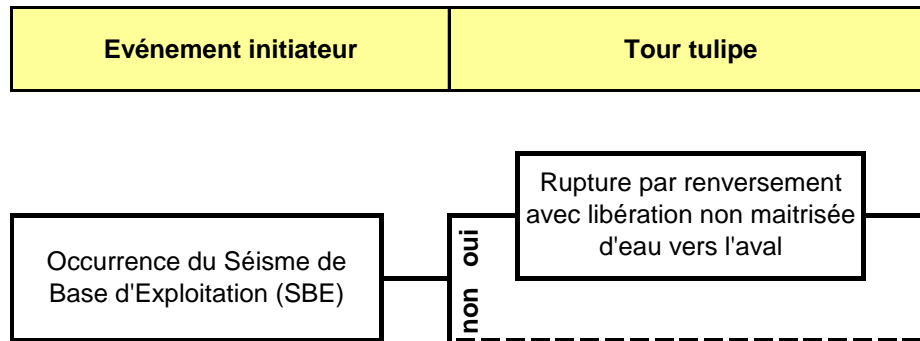 Evénement initiateur
Tour tulipe
Rupture par renversement
avec libération non maitrisée
d'eau vers l'aval
oui
non
Occurrence du Séisme de
Base d'Exploitation (SBE)